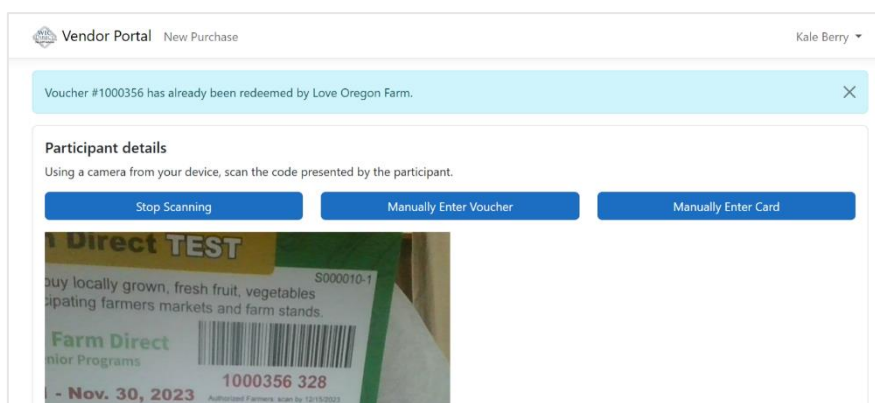 Vendor Portal New Purchase Kale Berry
Voucher #1000356 has already been redeemed by Love Oregon Farm.
Participant details
Using a camera from your device, scan the code presented by the participant.
Stop Scanning Manually Enter Voucher Manually Enter Card
Direct TEST
S000010-1
buy locally grown, fresh fruit, vegetables
farmers markets and farm stands.
Farm Direct
Programs
1000356 328
- Nov. 30, 2023
Authorized Farmers: scan by 12/15/2023